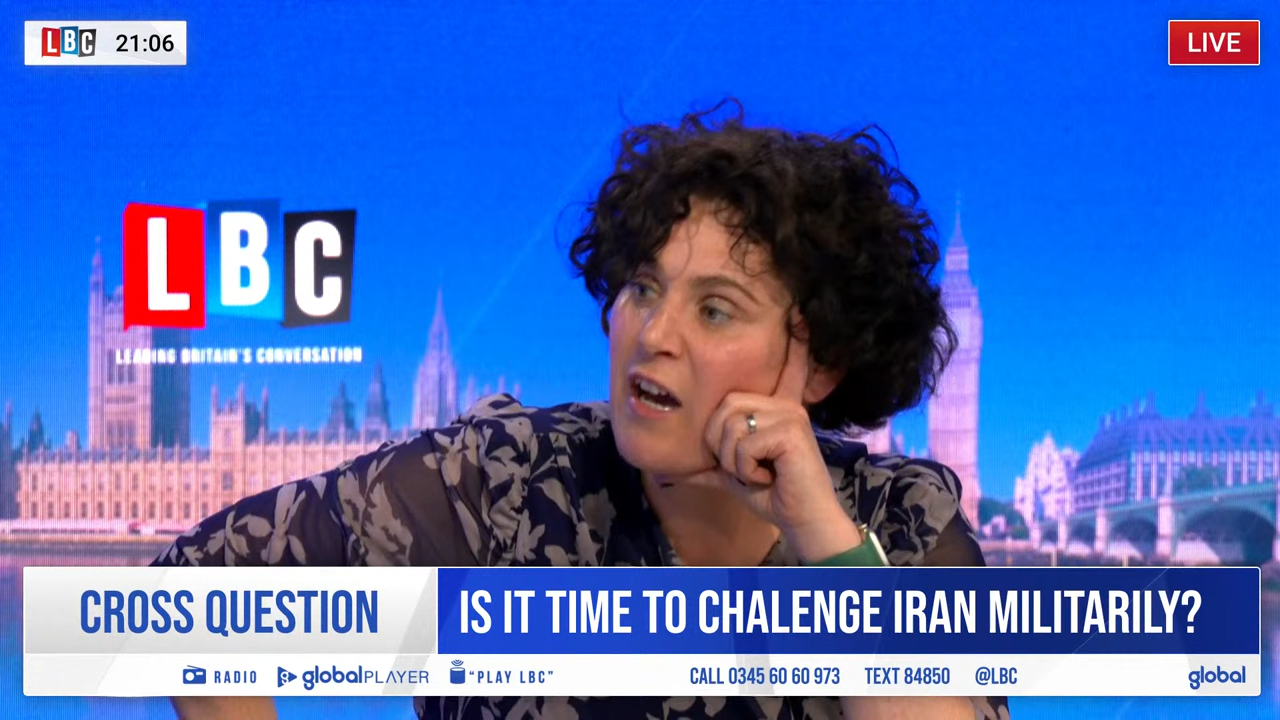 LBC 21:06
LIVE
LBC
LEADING BRITAIN'S CONVERSATION
CROSS QUESTION
IS IT TIME TO CHALENGE IRAN MILITARILY?
RADIO
globalPLAYER
"PLAY LBC"
CALL 0345 60 60 973
TEXT 84850
@LBC
global